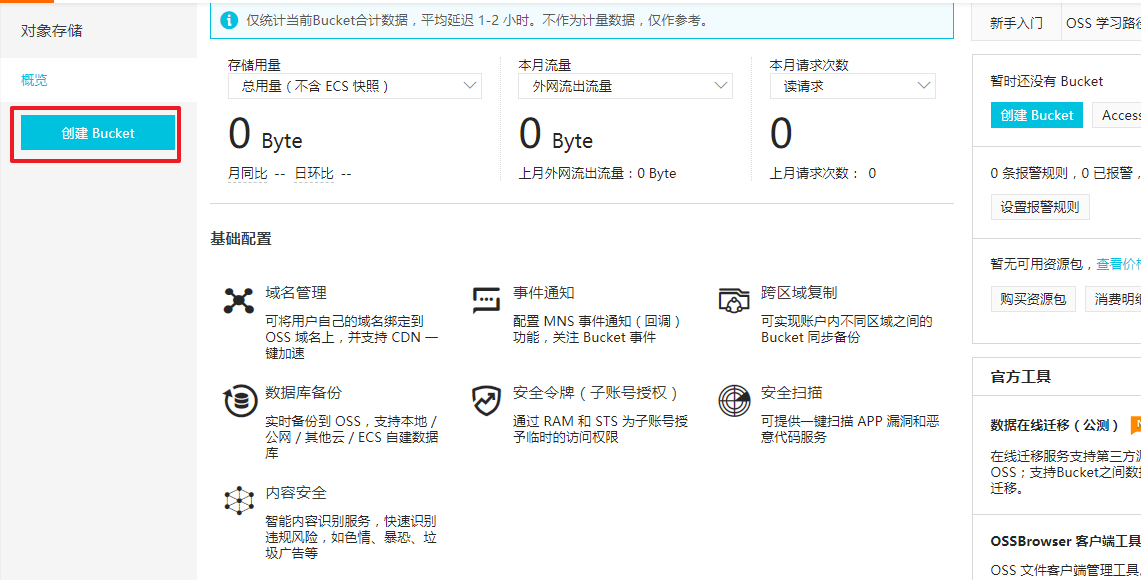 对象存储
概览
创建 Bucket
仅统计当前Bucket合计数据，平均延迟 1-2 小时。不作为计量数据，仅作参考。
存储用量
总用量（不含 ECS 快照）
0 Byte
月同比 -- 日环比 --
本月流量
外网流出流量
0 Byte
上月外网流出流量：0 Byte
本月请求次数
读请求
0
上月请求次数： 0
基础配置
域名管理
可将用户自己的域名绑定到
OSS 域名上，并支持 CDN 一
键加速
事件通知
配置 MNS 事件通知（回调）
功能，关注 Bucket 事件
跨区域复制
可实现账户内不同区域之间的
Bucket 同步备份
数据库备份
实时备份到 OSS，支持本地 /
公网 / 其他云 / ECS 自建数据
库
安全令牌（子账号授权）
通过 RAM 和 STS 为子账号授
予临时的访问权限
安全扫描
可提供一键扫描 APP 漏洞和恶
意代码服务
内容安全
智能内容识别服务，快速识别
违规风险，如色情、暴恐、垃
圾广告等
新手入门
OSS 学习路
暂时还没有 Bucket
创建 Bucket
Access
0 条报警规则，0 已报警，
设置报警规则
暂无可用资源包，查看价
购买资源包
消费明
官方工具
数据在线迁移（公测）
在线迁移服务支持第三方
OSS；支持Bucket之间数
迁移。
OSSBrowser 客户端工具
OSS 文件客户端管理工具